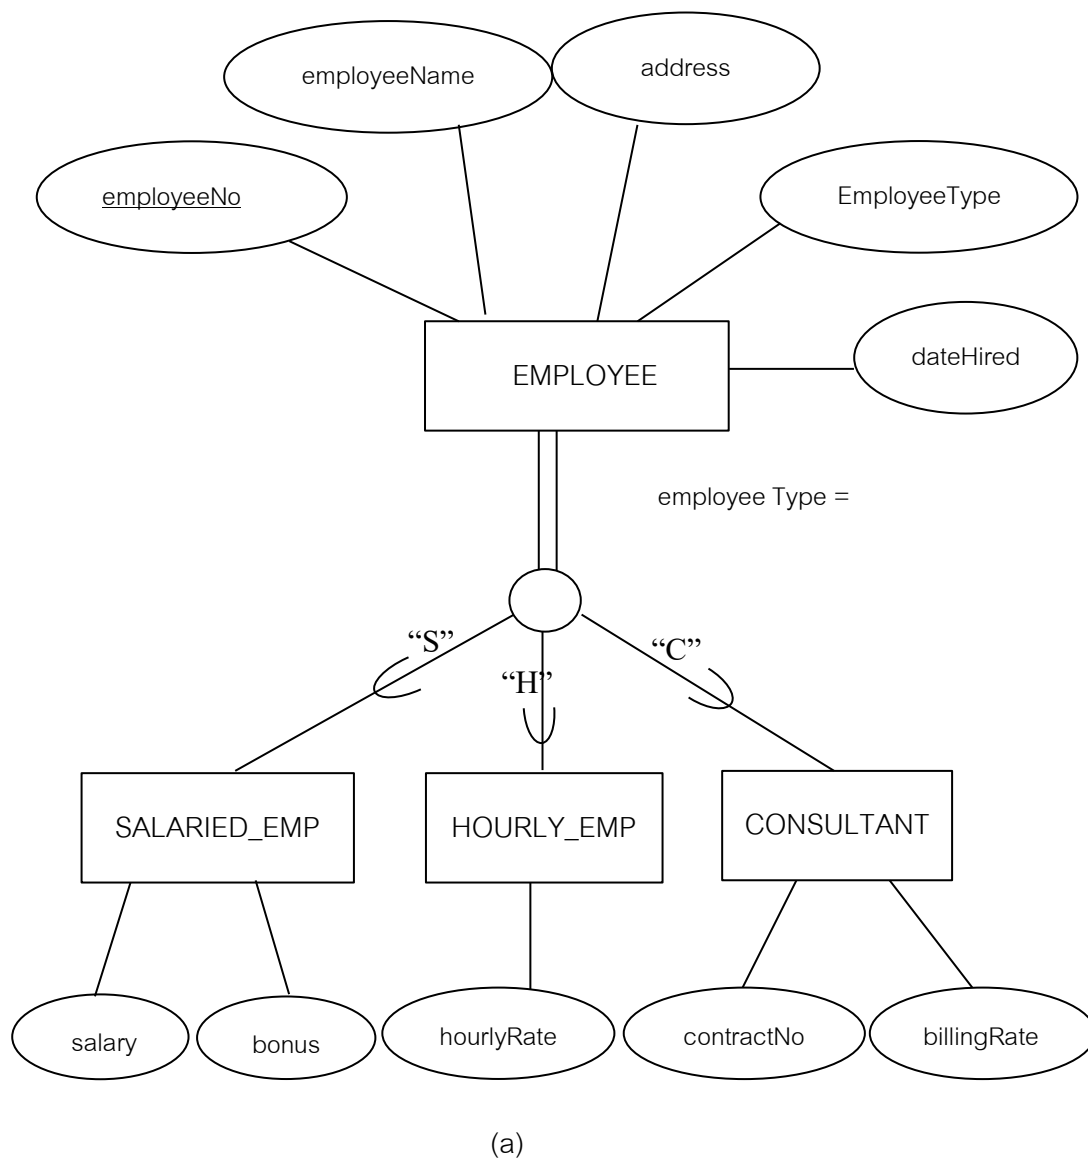 employeeName
address
employeeNo
EmployeeType
dateHired
EMPLOYEE
employee Type =
“S”
“C”
“H”
SALARIED_EMP
HOURLY_EMP
CONSULTANT
salary
bonus
hourlyRate
contractNo
billingRate
(a)